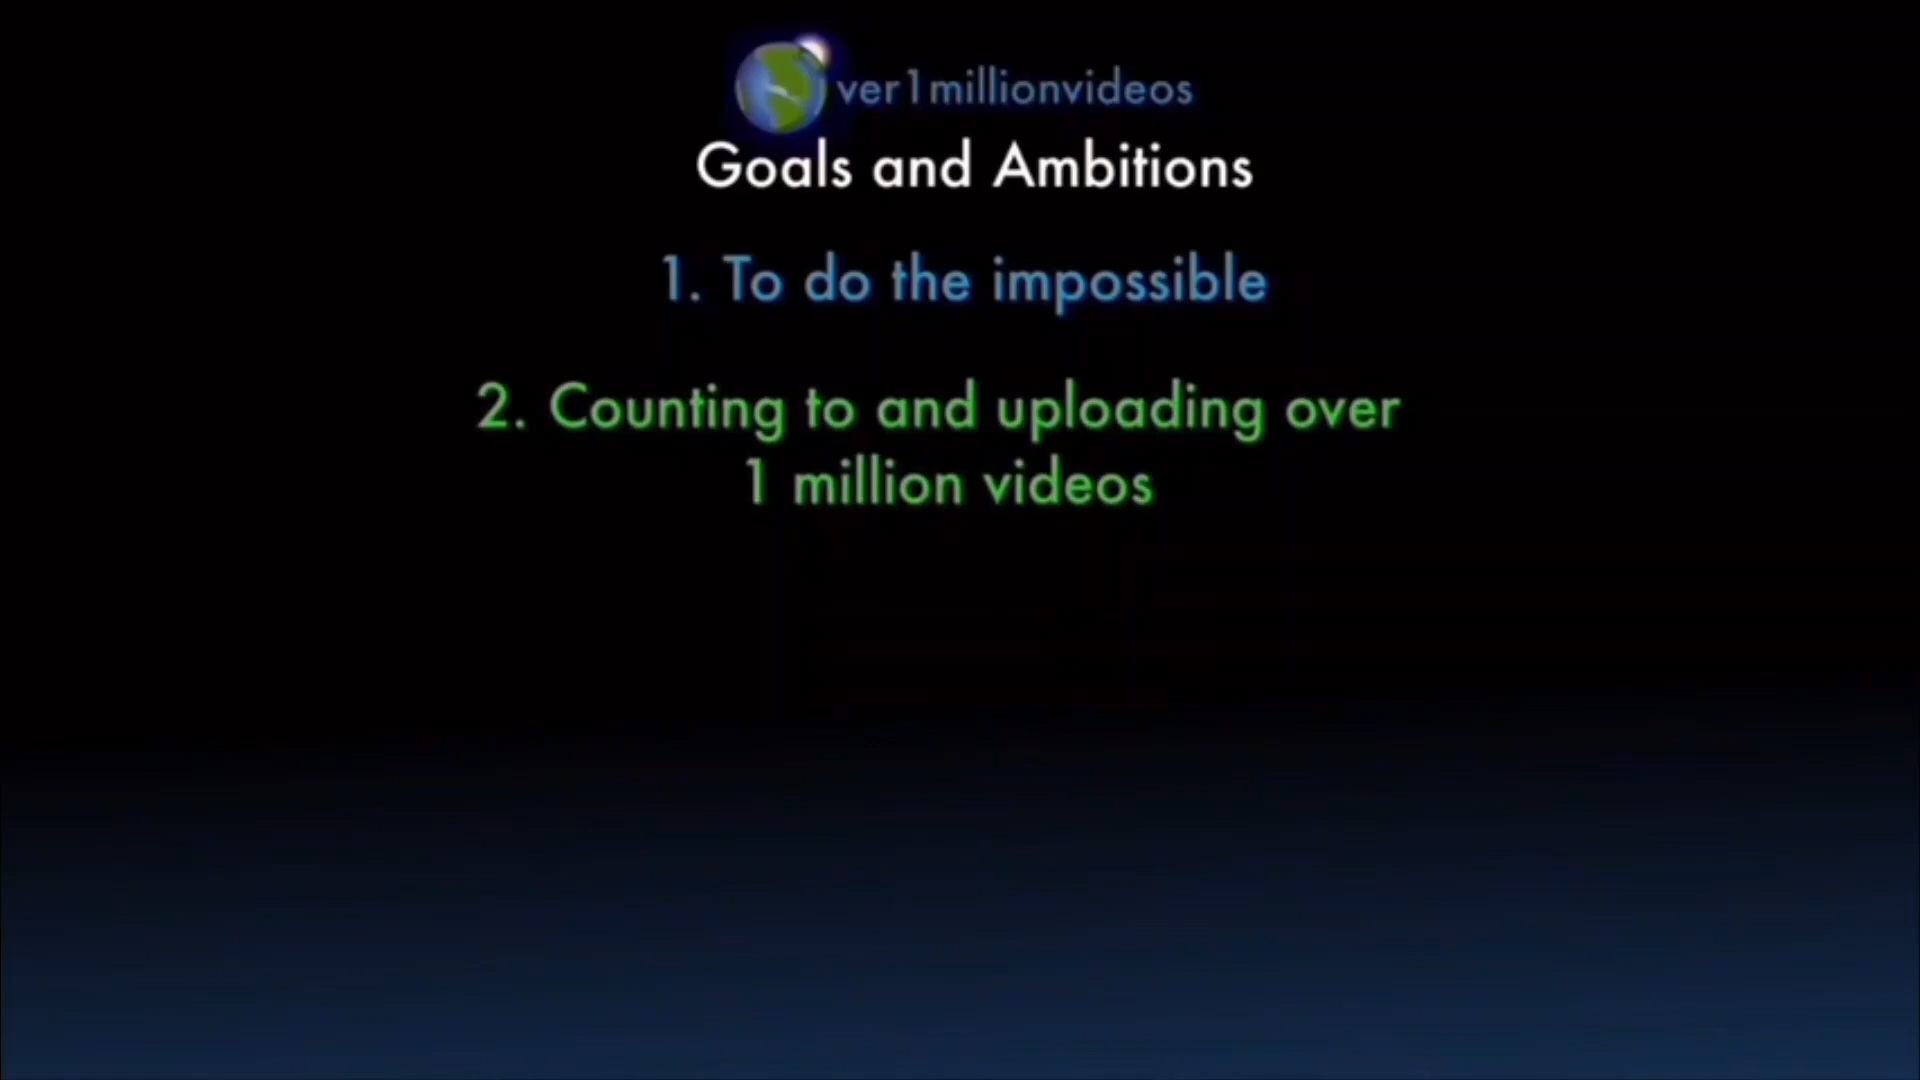 ver1millionvideos
Goals and Ambitions
1. To do the impossible
2. Counting to and uploading over
1 million videos